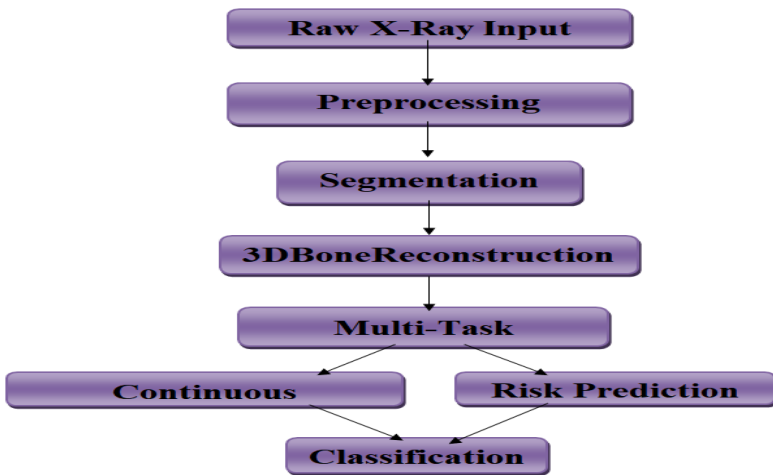 Raw X-Ray Input
Preprocessing
Segmentation
3DBoneReconstruction
Multi-Task
Continuous
Risk Prediction
Classification